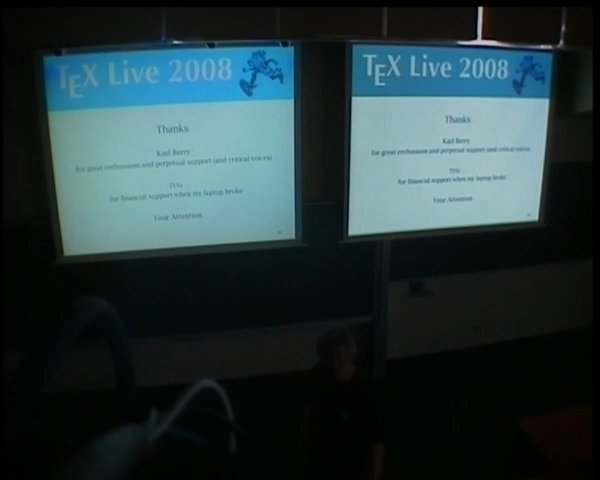 TEX Live 2008
Thanks
Karl Berry
for great enthusiasm and perpetual support (and critical voices)
TUG
for financial support when my laptop broke
Your Attention
TEX Live 2008
Thanks
Karl Berry
for great enthusiasm and perpetual support (and critical voices)
TUG
for financial support when my laptop broke
Your Attention